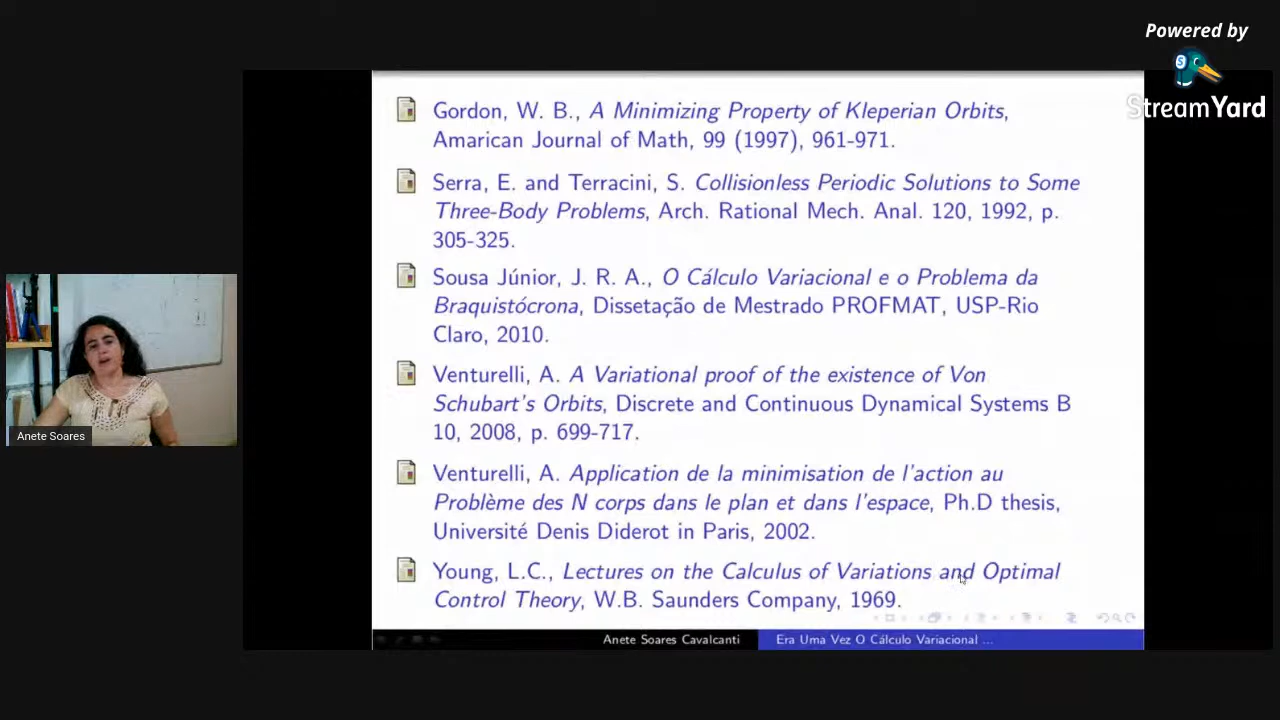 Powered by
StreamYard
Gordon, W. B., A Minimizing Property of Kleperian Orbits,
Amarican Journal of Math, 99 (1997), 961-971.
Serra, E. and Terracini, S. Collisionless Periodic Solutions to Some
Three-Body Problems, Arch. Rational Mech. Anal. 120, 1992, p.
305-325.
Sousa Júnior, J. R. A., O Cálculo Variacional e o Problema da
Braquistócrona, Dissetação de Mestrado PROFMAT, USP-Rio
Claro, 2010.
Venturelli, A. A Variational proof of the existence of Von
Schubart's Orbits, Discrete and Continuous Dynamical Systems B
10, 2008, p. 699-717.
Venturelli, A. Application de la minimisation de l'action au
Problème des N corps dans le plan et dans l'espace, Ph.D thesis,
Université Denis Diderot in Paris, 2002.
Young, L.C., Lectures on the Calculus of Variations and Optimal
Control Theory, W.B. Saunders Company, 1969.
Anete Soares Cavalcanti
Era Uma Vez O Cálculo Variacional ...
Anete Soares